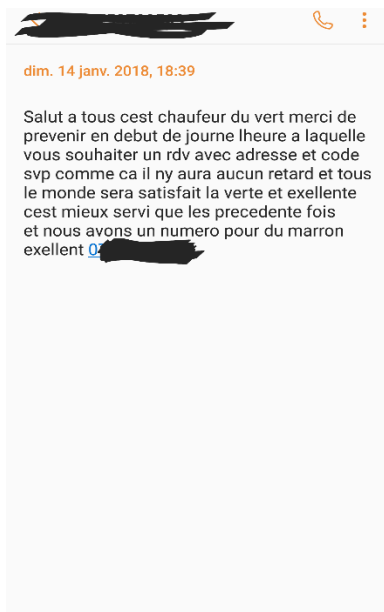 dim. 14 janv. 2018, 18:39
Salut a tous cest chaufeur du vert merci de
prevenir en debut de journe lheure a laquelle
vous souhaiter un rdv avec adresse et code
svp comme ca il ny aura aucun retard et tous
le monde sera satisfait la verte et exellente
cest mieux servi que les precedente fois
et nous avons un numero pour du marron
exellent